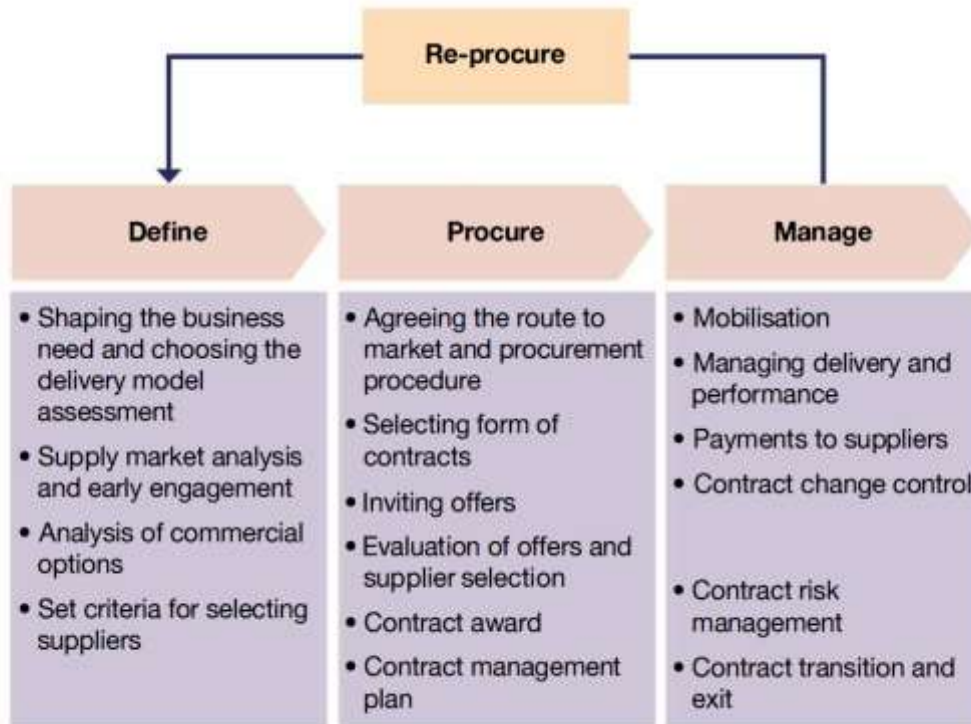 Re-procure
Define
Procure
Manage
• Shaping the business
need and choosing the
delivery model
assessment
• Supply market analysis
and early engagement
• Analysis of commercial
options
• Set criteria for selecting
suppliers
• Agreeing the route to
market and procurement
procedure
• Selecting form of
contracts
• Inviting offers
• Evaluation of offers and
supplier selection
• Contract award
• Contract management
plan
• Mobilisation
• Managing delivery and
performance
• Payments to suppliers
• Contract change control
• Contract risk
management
• Contract transition and
exit